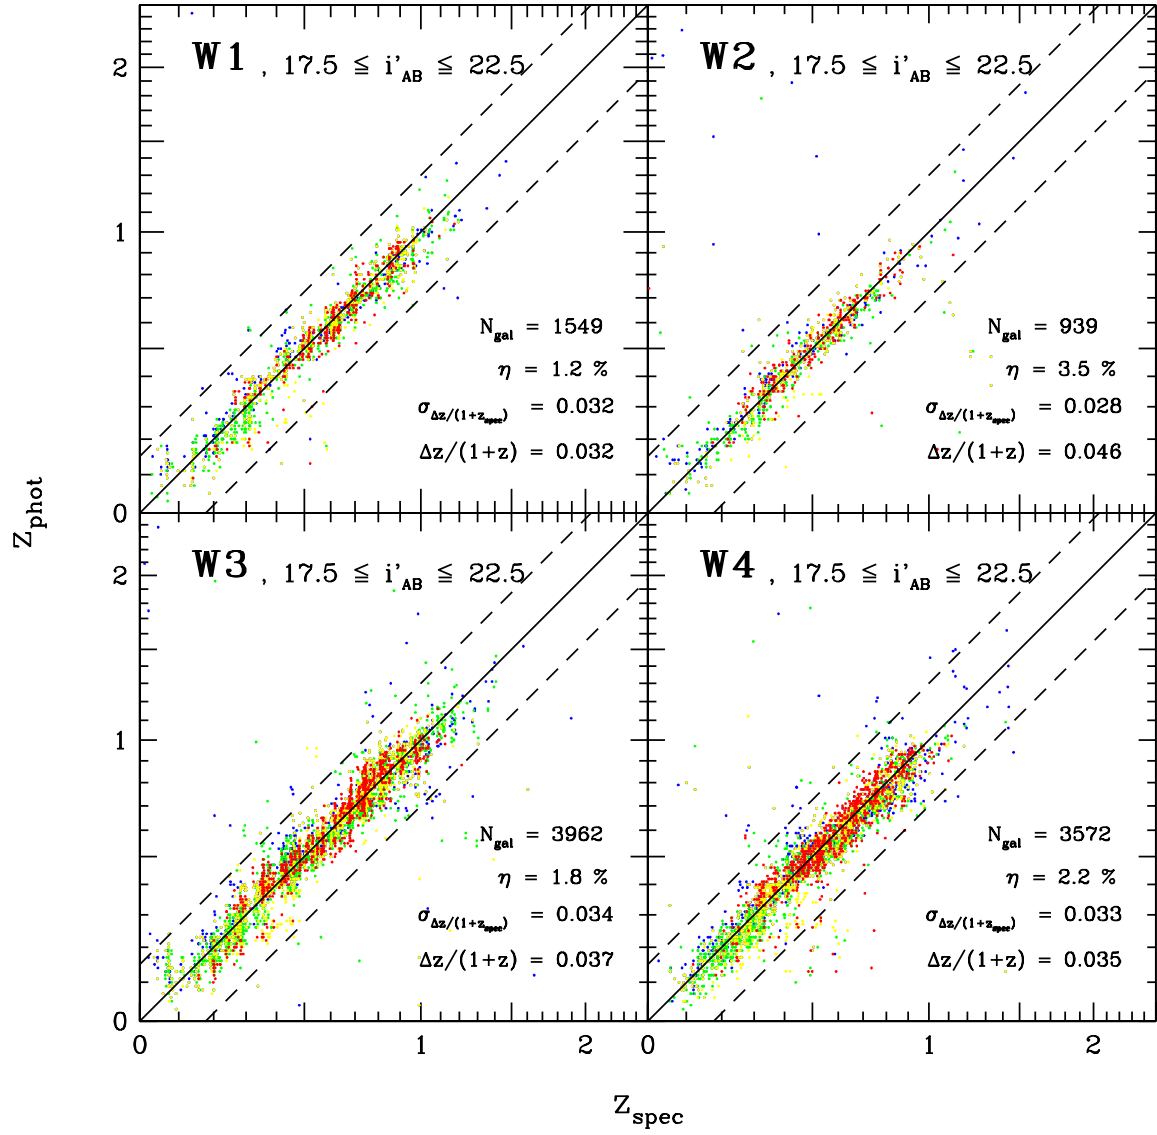 W1 , 17.5 ≦ i'AB ≦ 22.5
Ngal = 1549
η = 1.2 %
σΔz/(1+zspec) = 0.032
Δz/(1+z) = 0.032
W2 , 17.5 ≦ i'AB ≦ 22.5
Ngal = 939
η = 3.5 %
σΔz/(1+zspec) = 0.028
Δz/(1+z) = 0.046
2
1
0
W3 , 17.5 ≦ i'AB ≦ 22.5
Ngal = 3962
η = 1.8 %
σΔz/(1+zspec) = 0.034
Δz/(1+z) = 0.037
W4 , 17.5 ≦ i'AB ≦ 22.5
Ngal = 3572
η = 2.2 %
σΔz/(1+zspec) = 0.033
Δz/(1+z) = 0.035
2
1
0
0 1 2 0 1 2
Zphot
Zspec